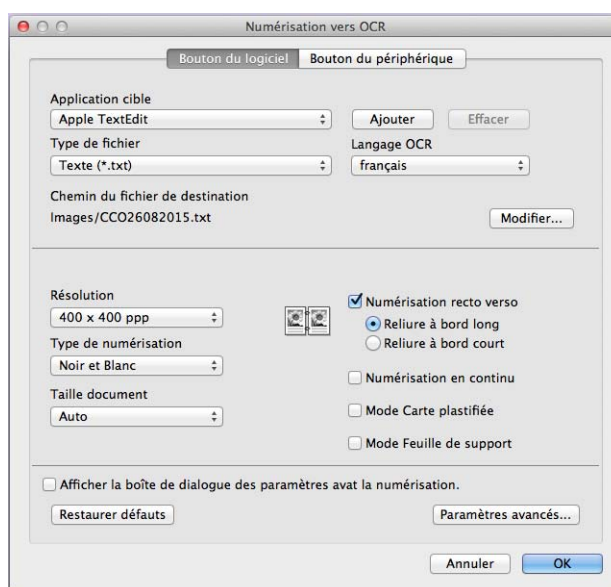 Numérisation vers OCR
Bouton du logiciel Bouton du périphérique
Application cible
Apple TextEdit Ajouter Effacer
Type de fichier Langage OCR
Texte (*.txt) français
Chemin du fichier de destination
Images/CCO26082015.txt Modifier...
Résolution
400 x 400 ppp
Type de numérisation
Noir et Blanc
Taille document
Auto
Numérisation recto verso
Reliure à bord long
Reliure à bord court
Numérisation en continu
Mode Carte plastifiée
Mode Feuille de support
Afficher la boîte de dialogue des paramètres avat la numérisation.
Restaurer défauts Paramètres avancés...
Annuler OK